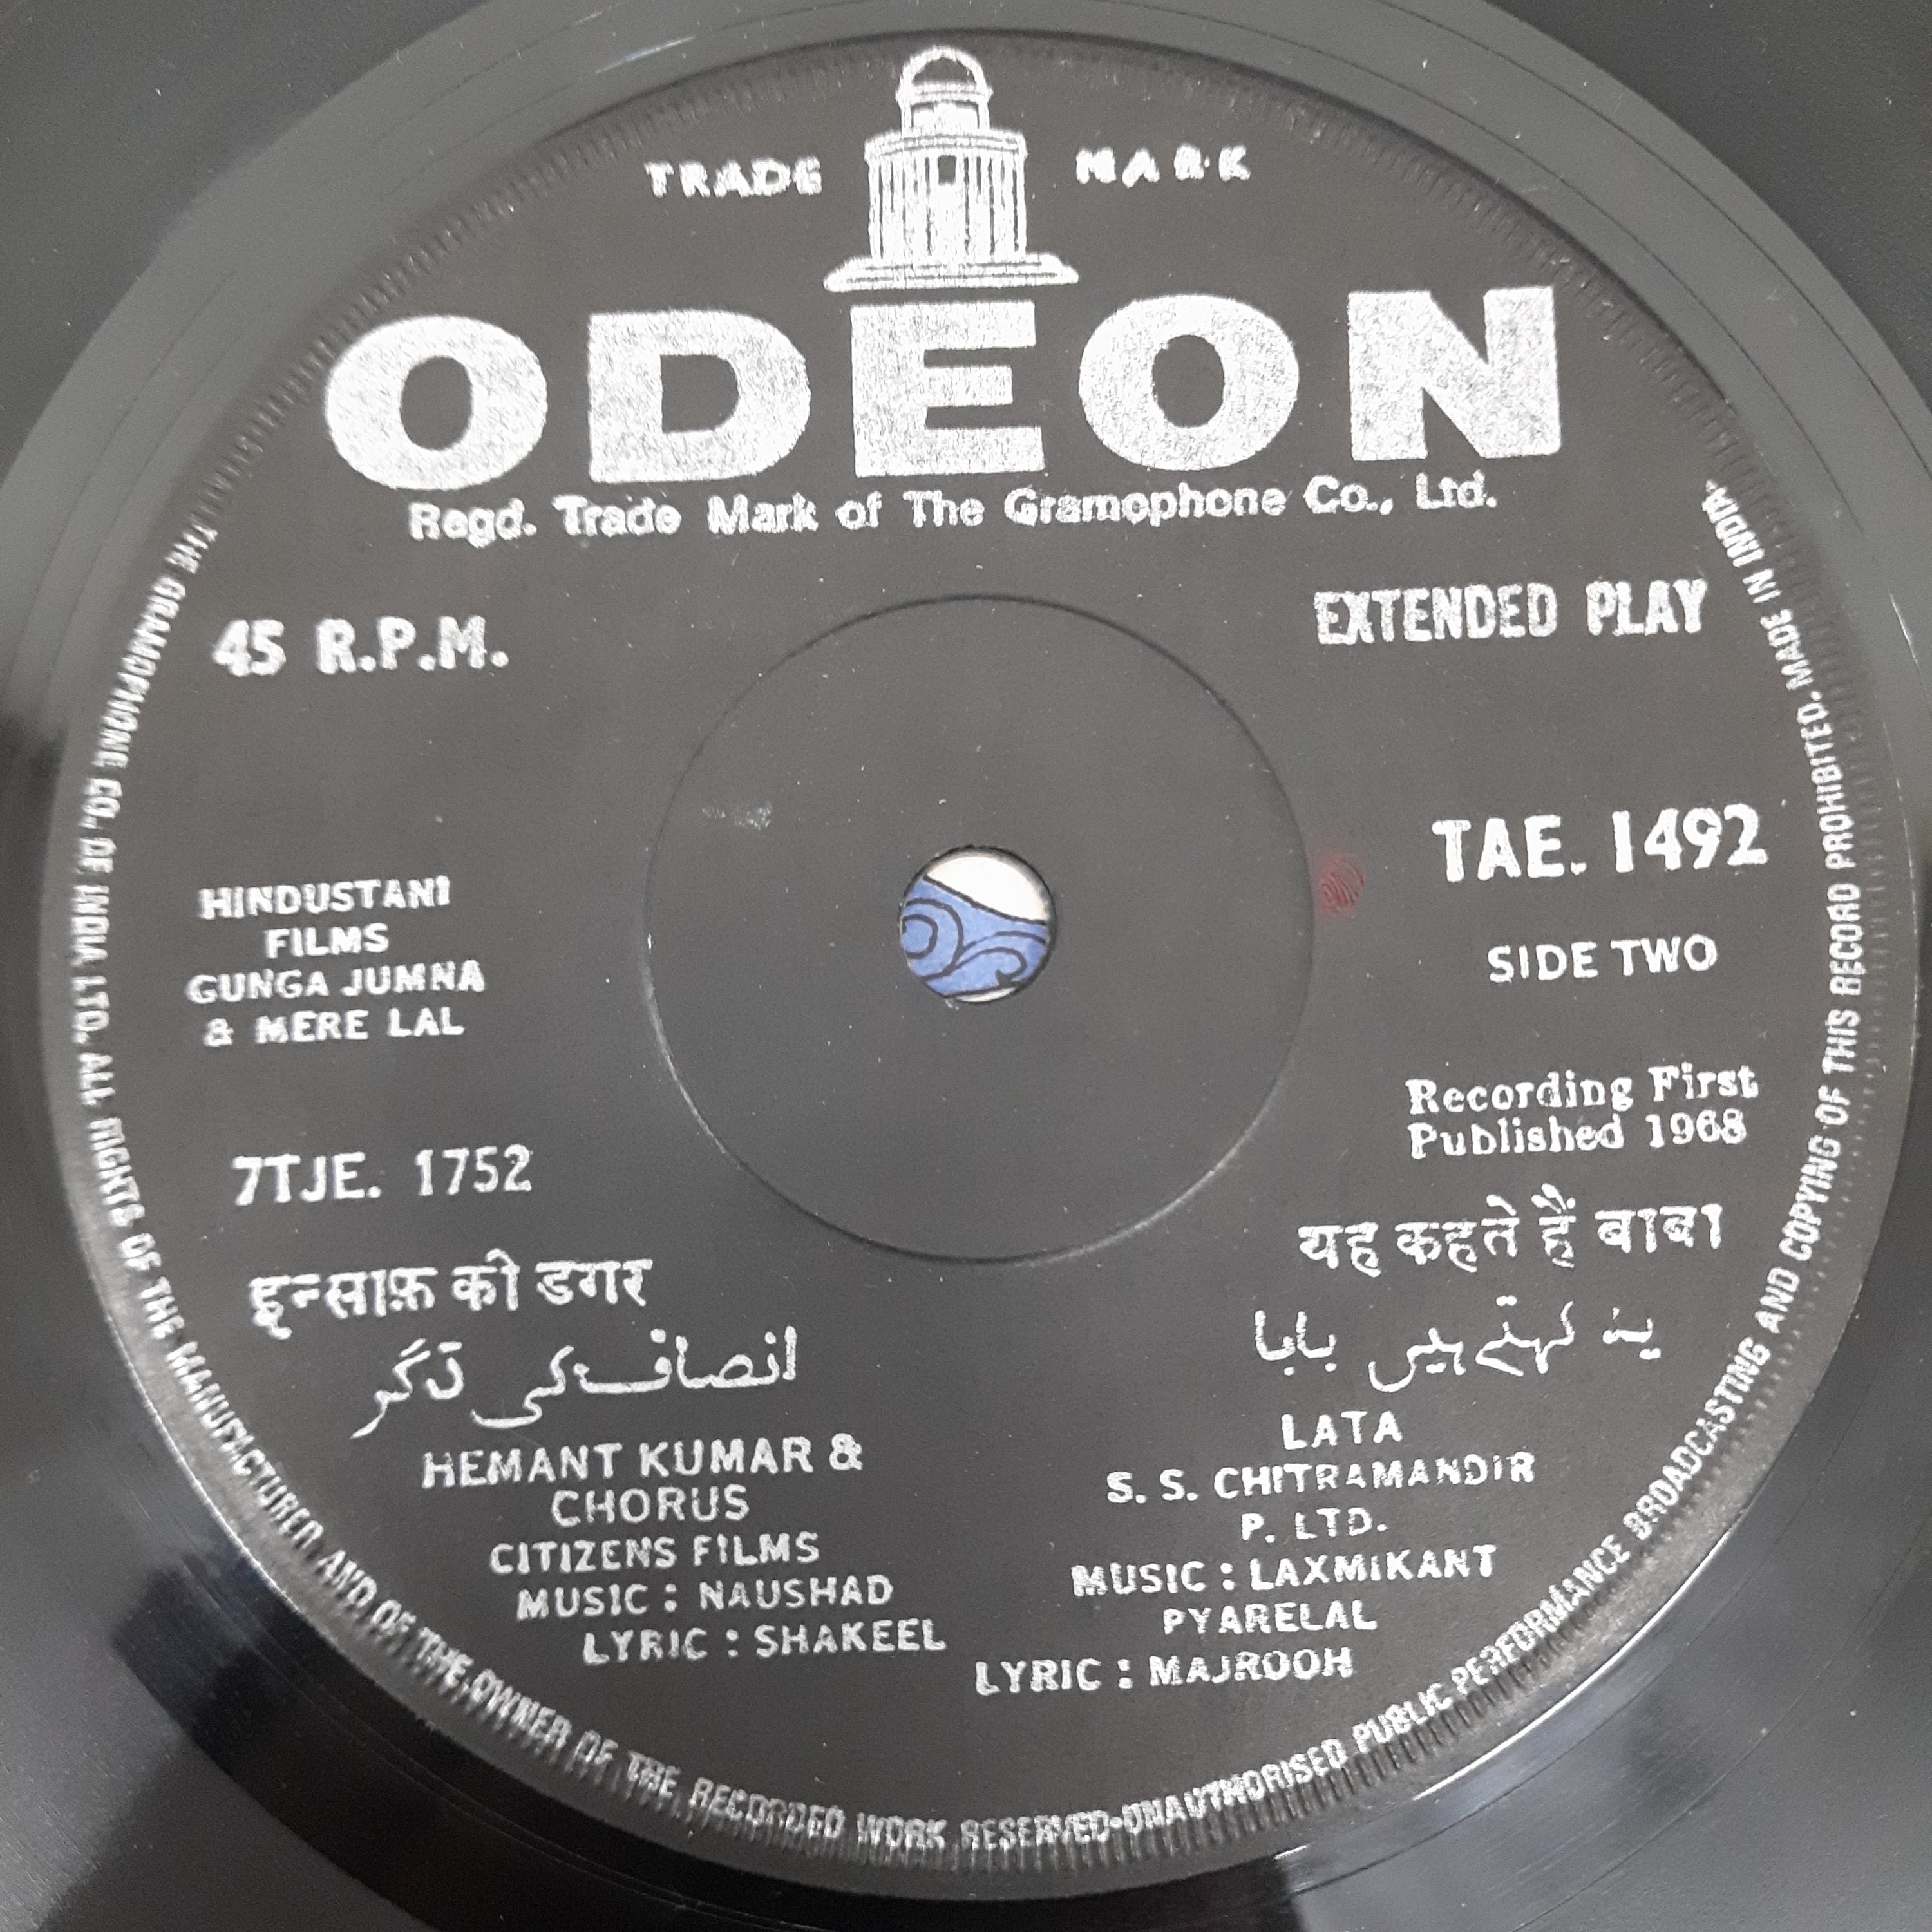 TRADE MARK
ODEON
Regd. Trade Mark of The Gramophone Co., Ltd.
45 R.P.M.
EXTENDED PLAY
TAE. 1492
SIDE TWO
HINDUSTANI
FILMS
GUNGA JUMNA
& MERE LAL
Recording First
Published 1968
7TJE. 1752
इन्साफ़ की डगर
انصاف کی ڈگر
HEMANT KUMAR &
CHORUS
CITIZENS FILMS
MUSIC : NAUSHAD
LYRIC : SHAKEEL
यह कहते हैं बाबा
یہ کہتے ہیں بابا
LATA
S. S. CHITRAMANDIR
P. LTD.
MUSIC : LAXMIKANT
PYARELAL
LYRIC : MAJROOH
THE GRAMOPHONE CO. OF INDIA LTD. ALL RIGHTS OF THE MANUFACTURER AND OF THE OWNER OF THE RECORDED WORK RESERVED·UNAUTHORISED PUBLIC PERFORMANCE BROADCASTING AND COPYING OF THIS RECORD PROHIBITED. MADE IN INDIA.